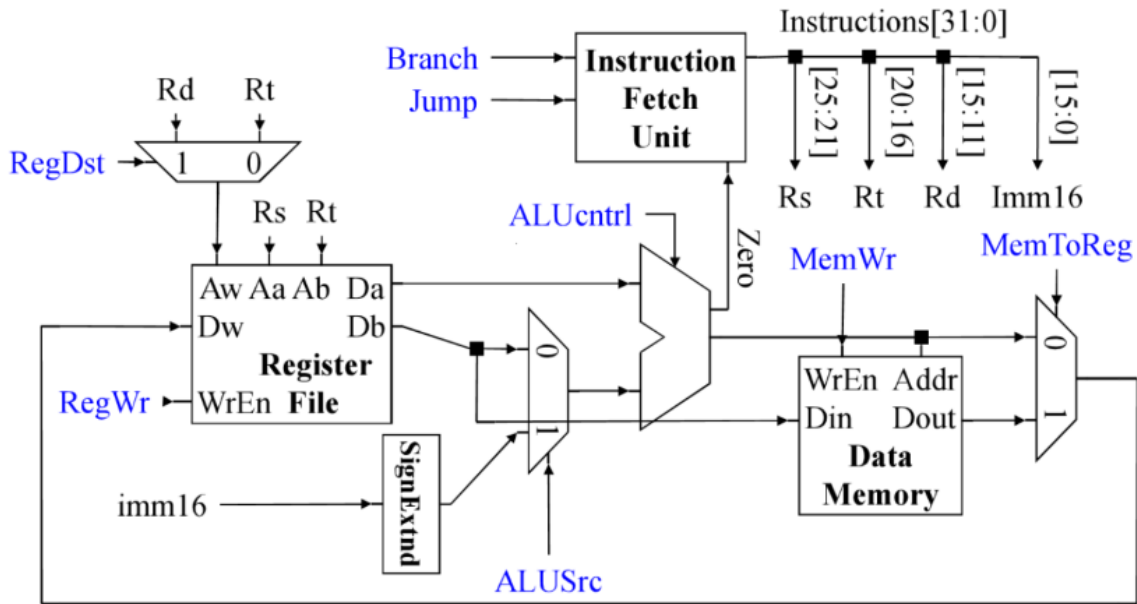 Instructions[31:0]
Branch
Jump
Instruction
Fetch
Unit
[25:21]
[20:16]
[15:11]
[15:0]
Rs
Rt
Rd
Imm16
Rd
Rt
RegDst
1
0
Rs
Rt
ALUcntrl
Zero
MemWr
MemToReg
Aw Aa Ab Da
Dw
Db
Register
File
RegWr
WrEn
0
1
WrEn Addr
Din
Dout
Data
Memory
0
1
imm16
SignExtnd
ALUSrc